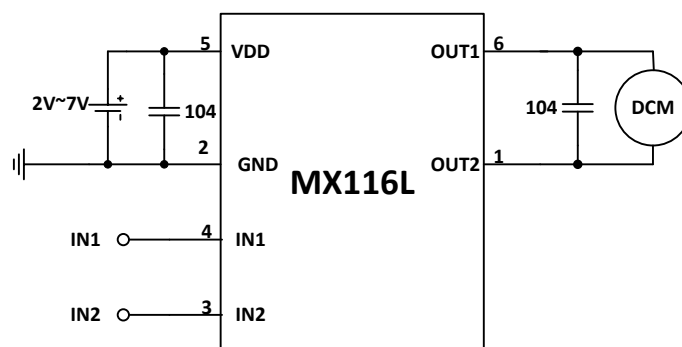 5 VDD OUT1 6
2V~7V + -
104
104 DCM
2 GND OUT2 1
MX116L
IN1 4 IN1
IN2 3 IN2